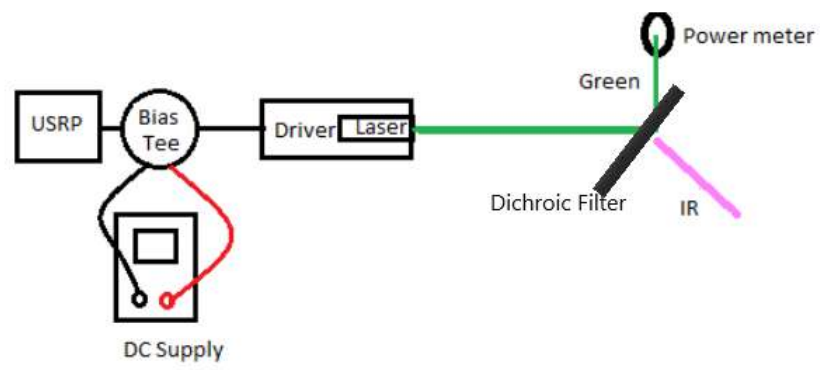 Power meter
Green
USRP
Bias
Tee
Driver
Laser
Dichroic Filter
IR
DC Supply